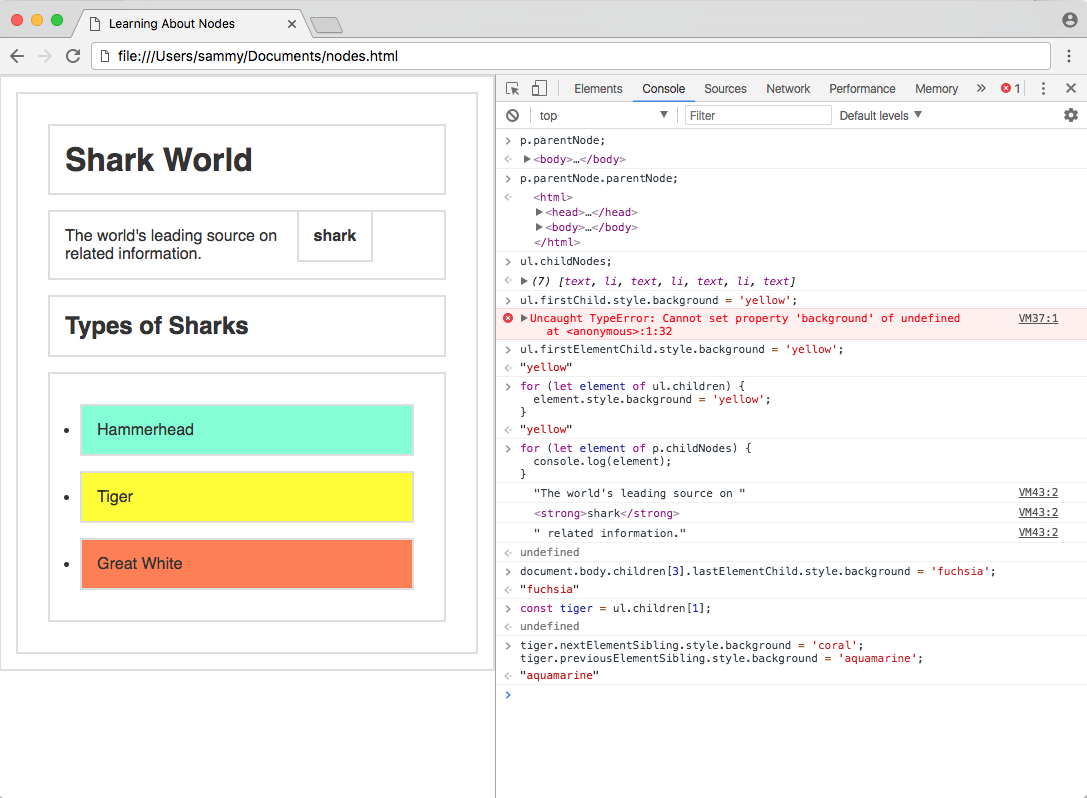 Learning About Nodes
file:///Users/sammy/Documents/nodes.html
Shark World
The world's leading source on shark
related information.
Types of Sharks
Hammerhead
Tiger
Great White
Elements Console Sources Network Performance Memory » 1
top Filter Default levels
p.parentNode;
<body>…</body>
p.parentNode.parentNode;
<html>
<head>…</head>
<body>…</body>
</html>
ul.childNodes;
(7) [text, li, text, li, text, li, text]
ul.firstChild.style.background = 'yellow';
Uncaught TypeError: Cannot set property 'background' of undefined VM37:1
at <anonymous>:1:32
ul.firstElementChild.style.background = 'yellow';
"yellow"
for (let element of ul.children) {
element.style.background = 'yellow';
}
"yellow"
for (let element of p.childNodes) {
console.log(element);
}
"The world's leading source on " VM43:2
<strong>shark</strong> VM43:2
" related information." VM43:2
undefined
document.body.children[3].lastElementChild.style.background = 'fuchsia';
"fuchsia"
const tiger = ul.children[1];
undefined
tiger.nextElementSibling.style.background = 'coral';
tiger.previousElementSibling.style.background = 'aquamarine';
"aquamarine"